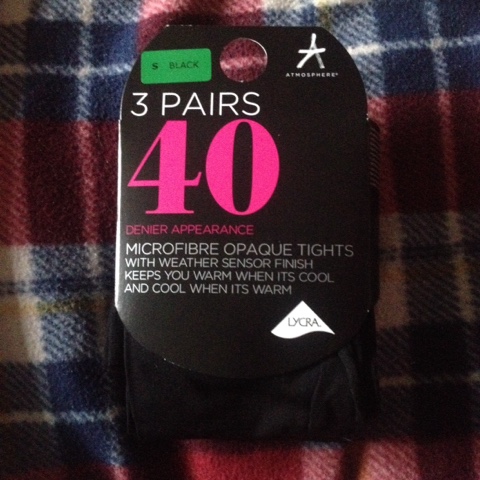 S BLACK
ATMOSPHERE®
3 PAIRS
40
DENIER APPEARANCE
MICROFIBRE OPAQUE TIGHTS
WITH WEATHER SENSOR FINISH
KEEPS YOU WARM WHEN ITS COOL
AND COOL WHEN ITS WARM
LYCRA